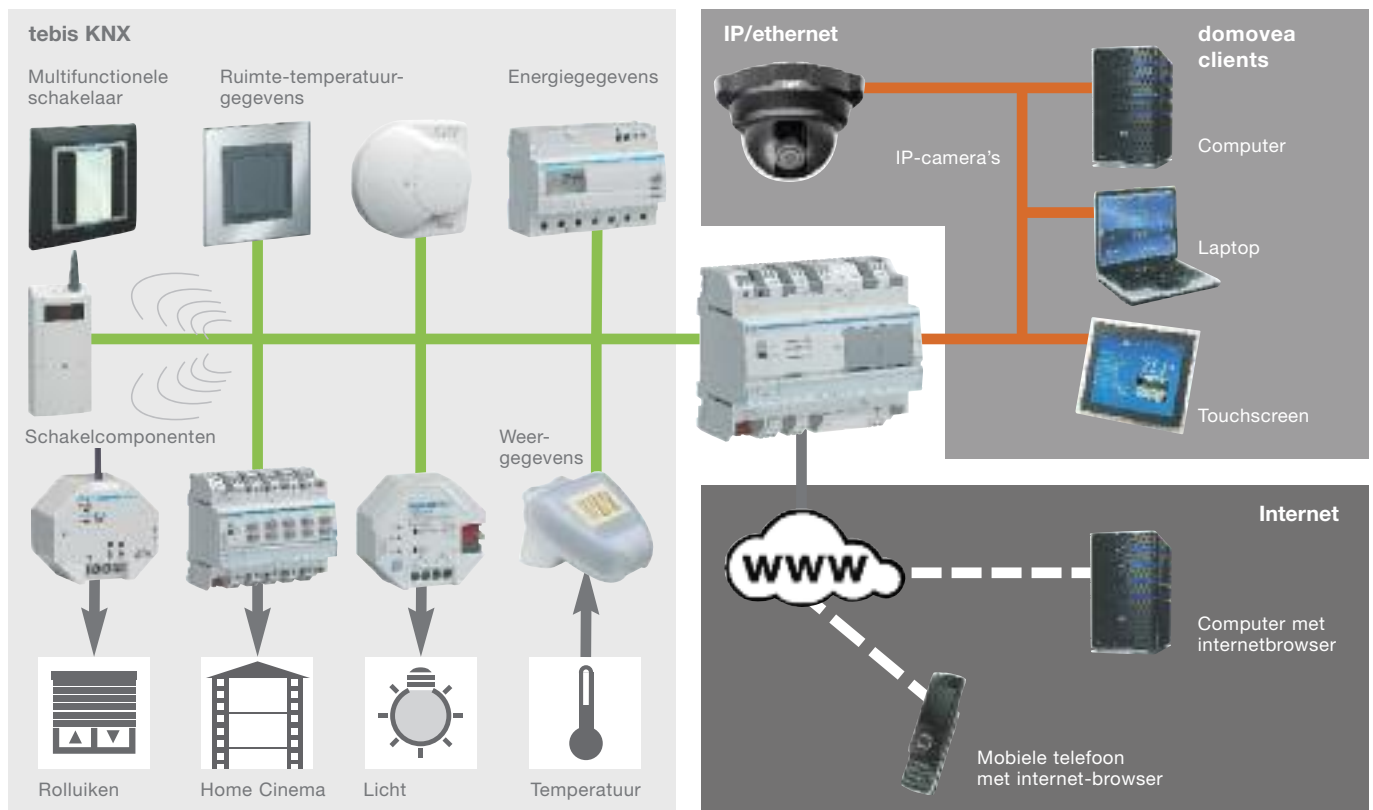 tebis KNX
Multifunctionele
schakelaar
Ruimte-temperatuur-
gegevens
Energiegegevens
Schakelcomponenten
Weer-
gegevens
Rolluiken
Home Cinema
Licht
Temperatuur
IP/ethernet
domovea
clients
IP-camera's
Computer
Laptop
Touchscreen
Internet
www
Computer met
internetbrowser
Mobiele telefoon
met internet-browser